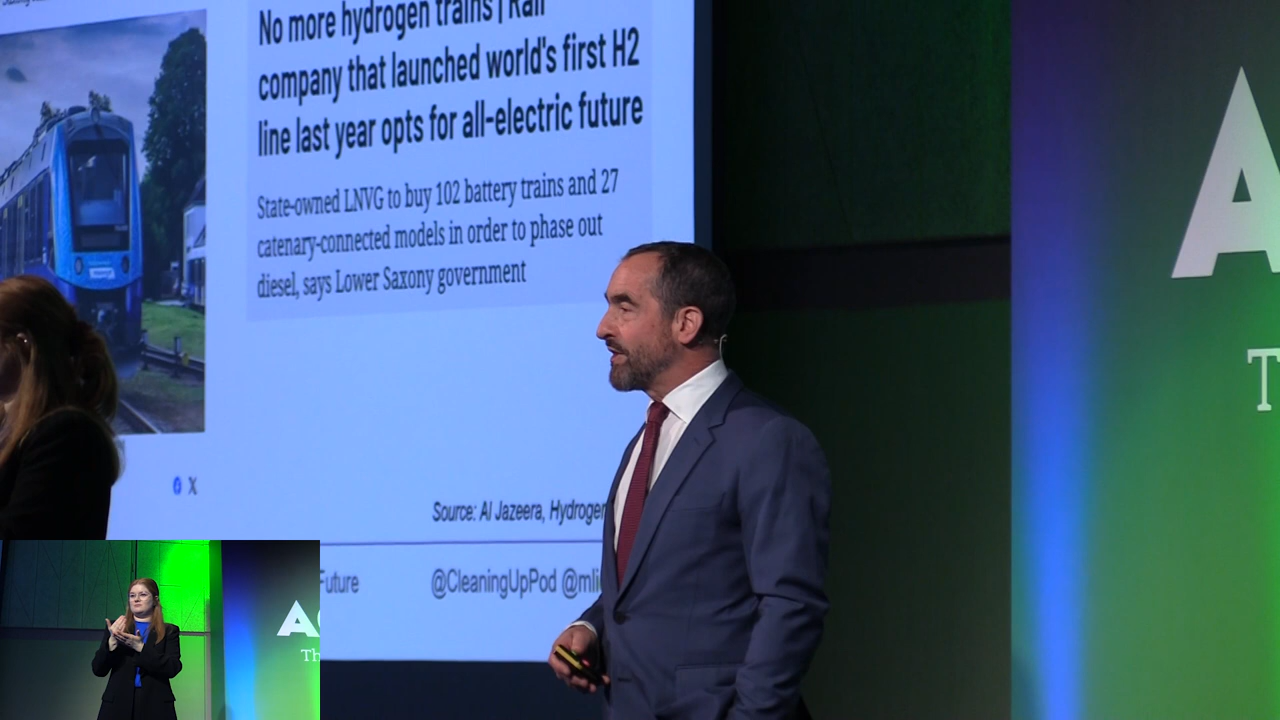 No more hydrogen trains | Rail
company that launched world's first H2
line last year opts for all-electric future
State-owned LNVG to buy 102 battery trains and 27
catenary-connected models in order to phase out
diesel, says Lower Saxony government
Source: Al Jazeera, Hydrogen
Future
@CleaningUpPod @mli
A
T
A
Th